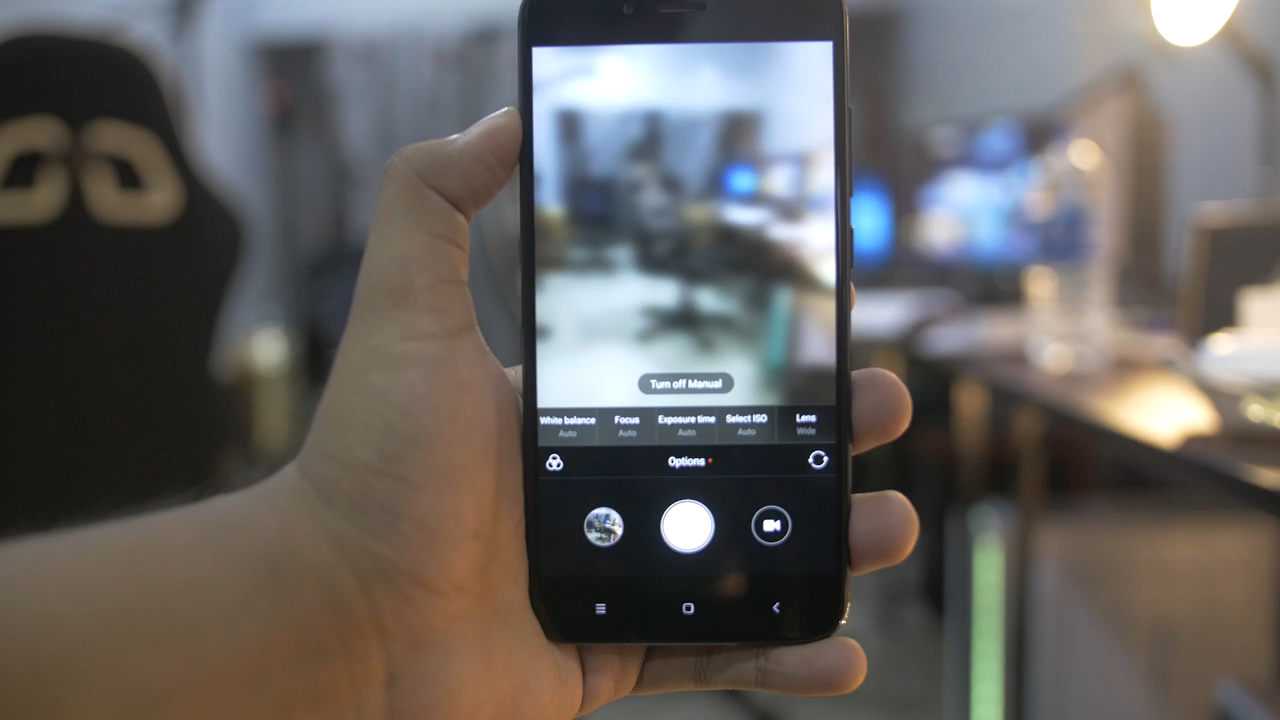 Turn off Manual
White balance Focus Exposure time Select ISO Lens
Auto Auto Auto Auto Wide
Options